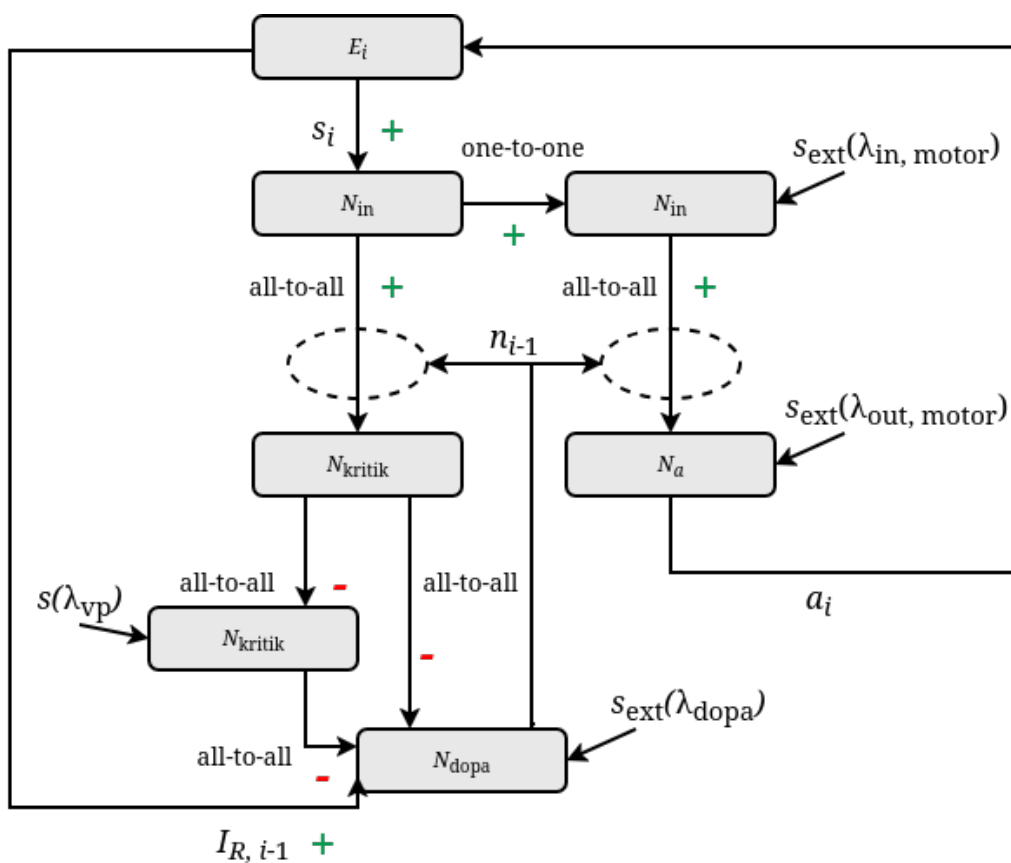 Eᵢ
sᵢ +
one-to-one
s_ext(λ_in, motor)
N_in
N_in
+
all-to-all +
all-to-all +
n_i-1
s_ext(λ_out, motor)
N_kritik
N_a
all-to-all -
all-to-all
s(λ_vp)
a_i
N_kritik
-
s_ext(λ_dopa)
all-to-all
-
N_dopa
I_R, i-1 +